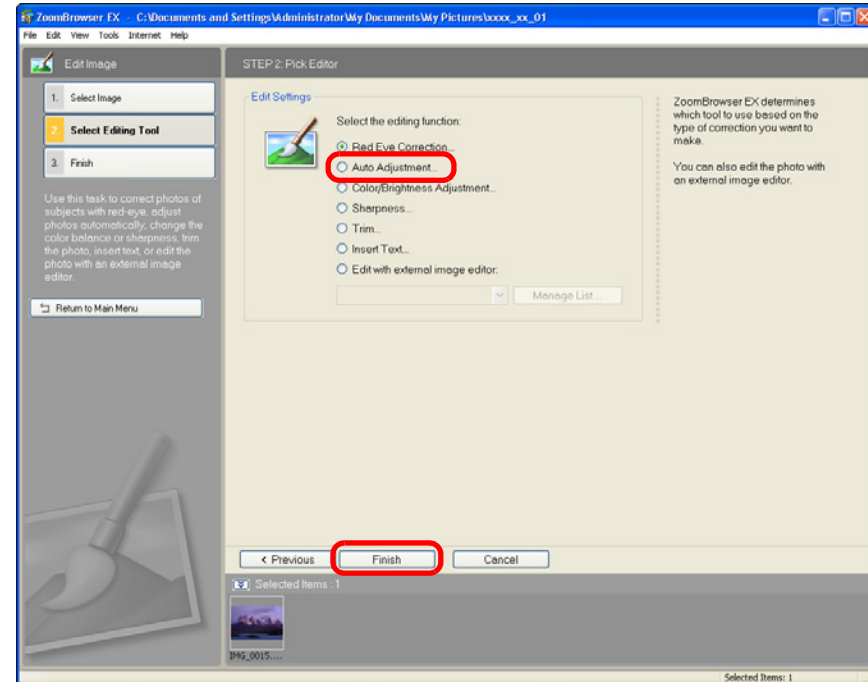 ZoomBrowser EX - C:\Documents and Settings\Administrator\My Documents\My Pictures\xxxx_xx_01
File Edit View Tools Internet Help
Edit Image
1. Select Image
2. Select Editing Tool
3. Finish
Use this task to correct photos of
subjects with red-eye, adjust
photos automatically, change the
color balance or sharpness, trim
the photo, insert text, or edit the
photo with an external image
editor.
Return to Main Menu
STEP 2: Pick Editor
Edit Settings
Select the editing function:
Red Eye Correction...
Auto Adjustment...
Color/Brightness Adjustment...
Sharpness...
Trim...
Insert Text...
Edit with external image editor:
Manage List...
ZoomBrowser EX determines
which tool to use based on the
type of correction you want to
make.
You can also edit the photo with
an external image editor.
< Previous
Finish
Cancel
Selected Items : 1
IMG_0015....
Selected Items: 1